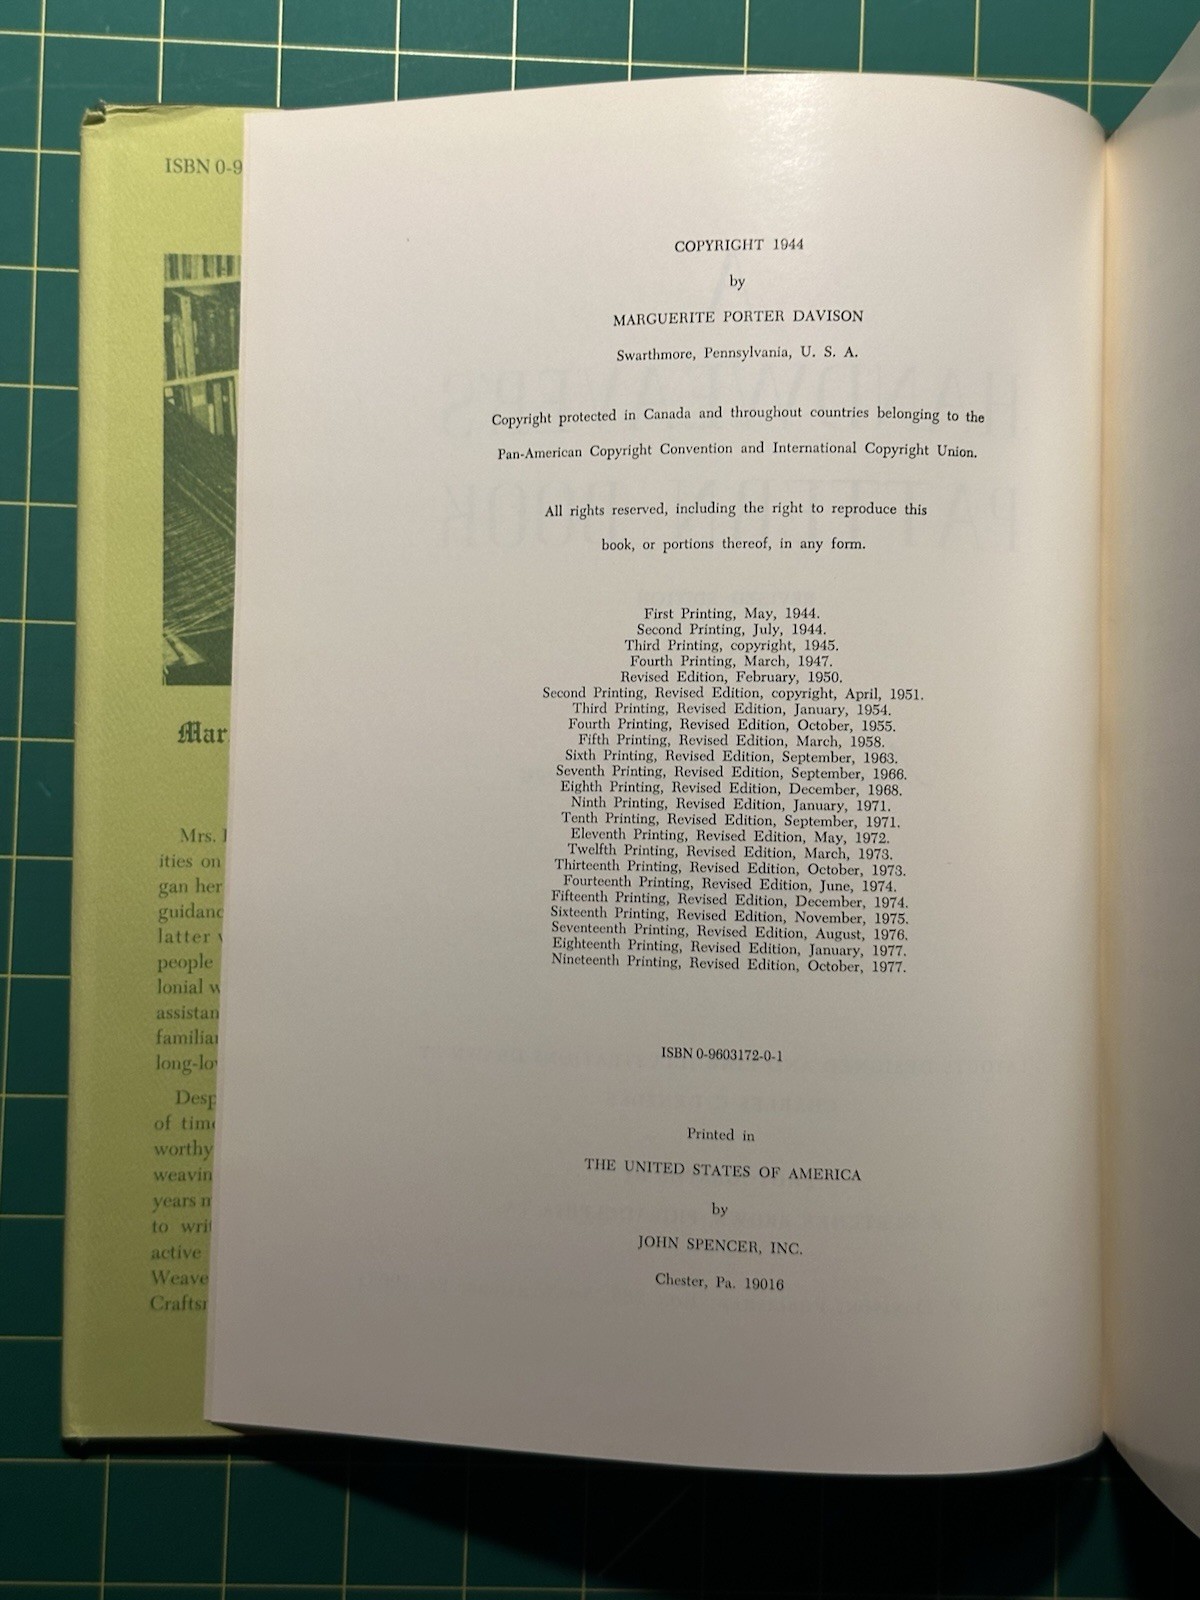 ISBN 0-9
Mar
Mrs.
ities on
gan her
guidanc
latter
people
lonial w
assistan
familiar
long-lo
Desp
of time
worthy
weavin
years
to writ
active
Weave
Crafts
COPYRIGHT 1944
by
MARGUERITE PORTER DAVISON
Swarthmore, Pennsylvania, U. S. A.
Copyright protected in Canada and throughout countries belonging to the
Pan-American Copyright Convention and International Copyright Union.
All rights reserved, including the right to reproduce this
book, or portions thereof, in any form.
First Printing, May, 1944.
Second Printing, July, 1944.
Third Printing, copyright, 1945.
Fourth Printing, March, 1947.
Revised Edition, February, 1950.
Second Printing, Revised Edition, copyright, April, 1951.
Third Printing, Revised Edition, January, 1954.
Fourth Printing, Revised Edition, October, 1955.
Fifth Printing, Revised Edition, March, 1958.
Sixth Printing, Revised Edition, September, 1963.
Seventh Printing, Revised Edition, September, 1966.
Eighth Printing, Revised Edition, December, 1968.
Ninth Printing, Revised Edition, January, 1971.
Tenth Printing, Revised Edition, September, 1971.
Eleventh Printing, Revised Edition, May, 1972.
Twelfth Printing, Revised Edition, March, 1973.
Thirteenth Printing, Revised Edition, October, 1973.
Fourteenth Printing, Revised Edition, June, 1974.
Fifteenth Printing, Revised Edition, December, 1974.
Sixteenth Printing, Revised Edition, November, 1975.
Seventeenth Printing, Revised Edition, August, 1976.
Eighteenth Printing, Revised Edition, January, 1977.
Nineteenth Printing, Revised Edition, October, 1977.
ISBN 0-9603172-0-1
Printed in
THE UNITED STATES OF AMERICA
by
JOHN SPENCER, INC.
Chester, Pa. 19016